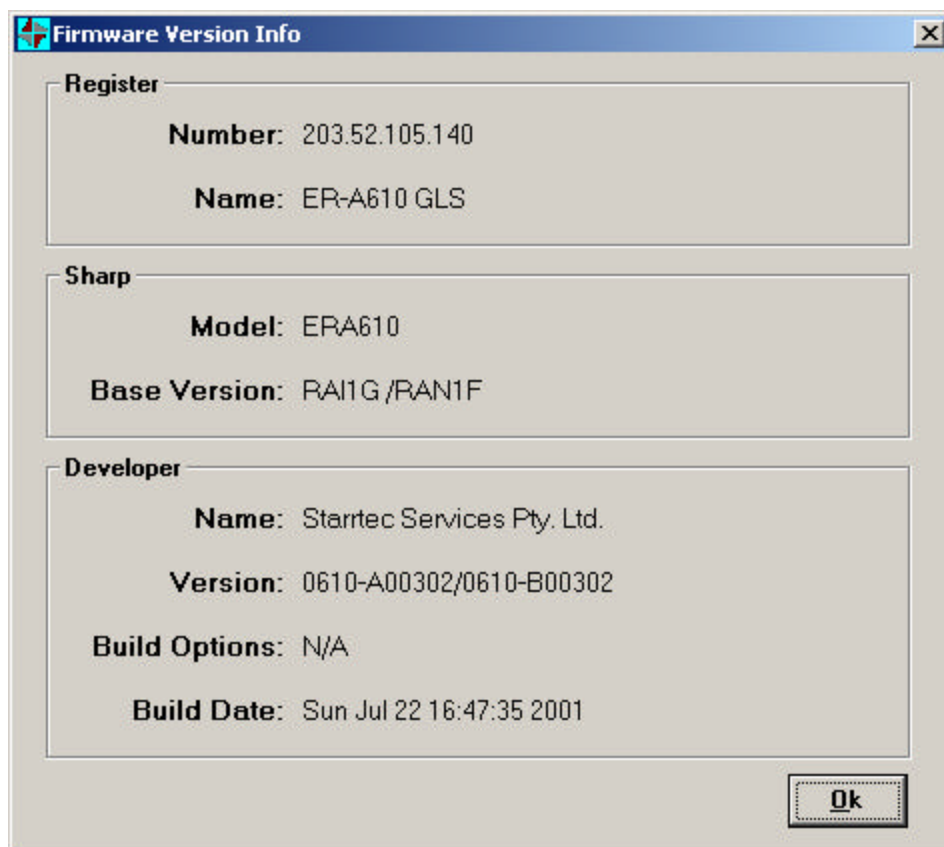 Firmware Version Info
Register
Number: 203.52.105.140
Name: ER-A610 GLS
Sharp
Model: ERA610
Base Version: RAI1G /RAN1F
Developer
Name: Starrtec Services Pty. Ltd.
Version: 0610-A00302/0610-B00302
Build Options: N/A
Build Date: Sun Jul 22 16:47:35 2001
Ok